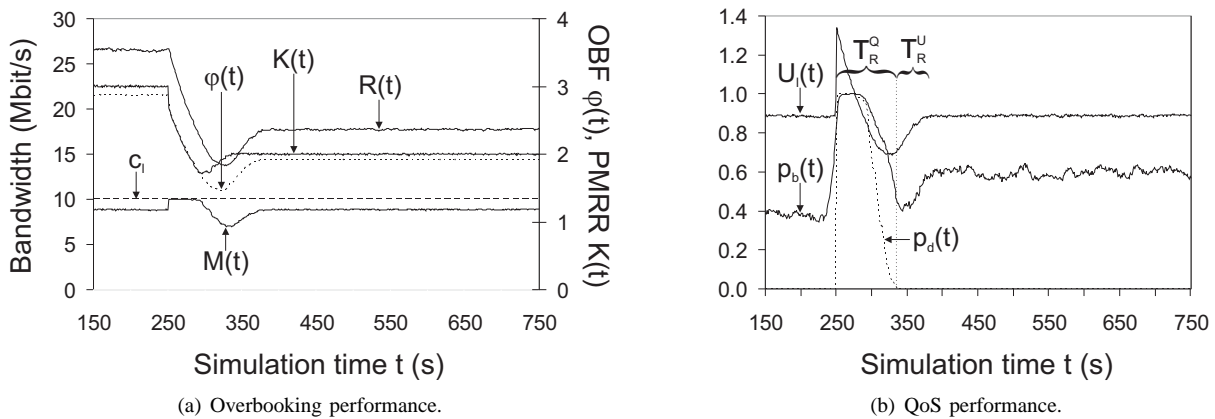 Bandwidth (Mbit/s)
30
25
20
15
10
5
0
4
3
2
1
0
OBF φ(t), PMRR K(t)
φ(t)
K(t)
R(t)
c_l
M(t)
150 250 350 450 550 650 750
Simulation time t (s)
(a) Overbooking performance.
1.4
1.2
1.0
0.8
0.6
0.4
0.2
0.0
T_R^Q T_R^U
U_l(t)
p_b(t)
p_d(t)
150 250 350 450 550 650 750
Simulation time t (s)
(b) QoS performance.